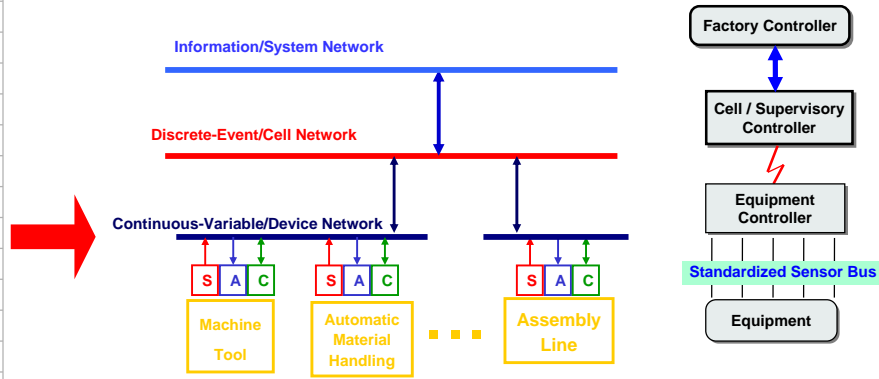 Information/System Network
Discrete-Event/Cell Network
Continuous-Variable/Device Network
S A C
S A C
S A C
Machine
Tool
Automatic
Material
Handling
Assembly
Line
Factory Controller
Cell / Supervisory
Controller
Equipment
Controller
Standardized Sensor Bus
Equipment